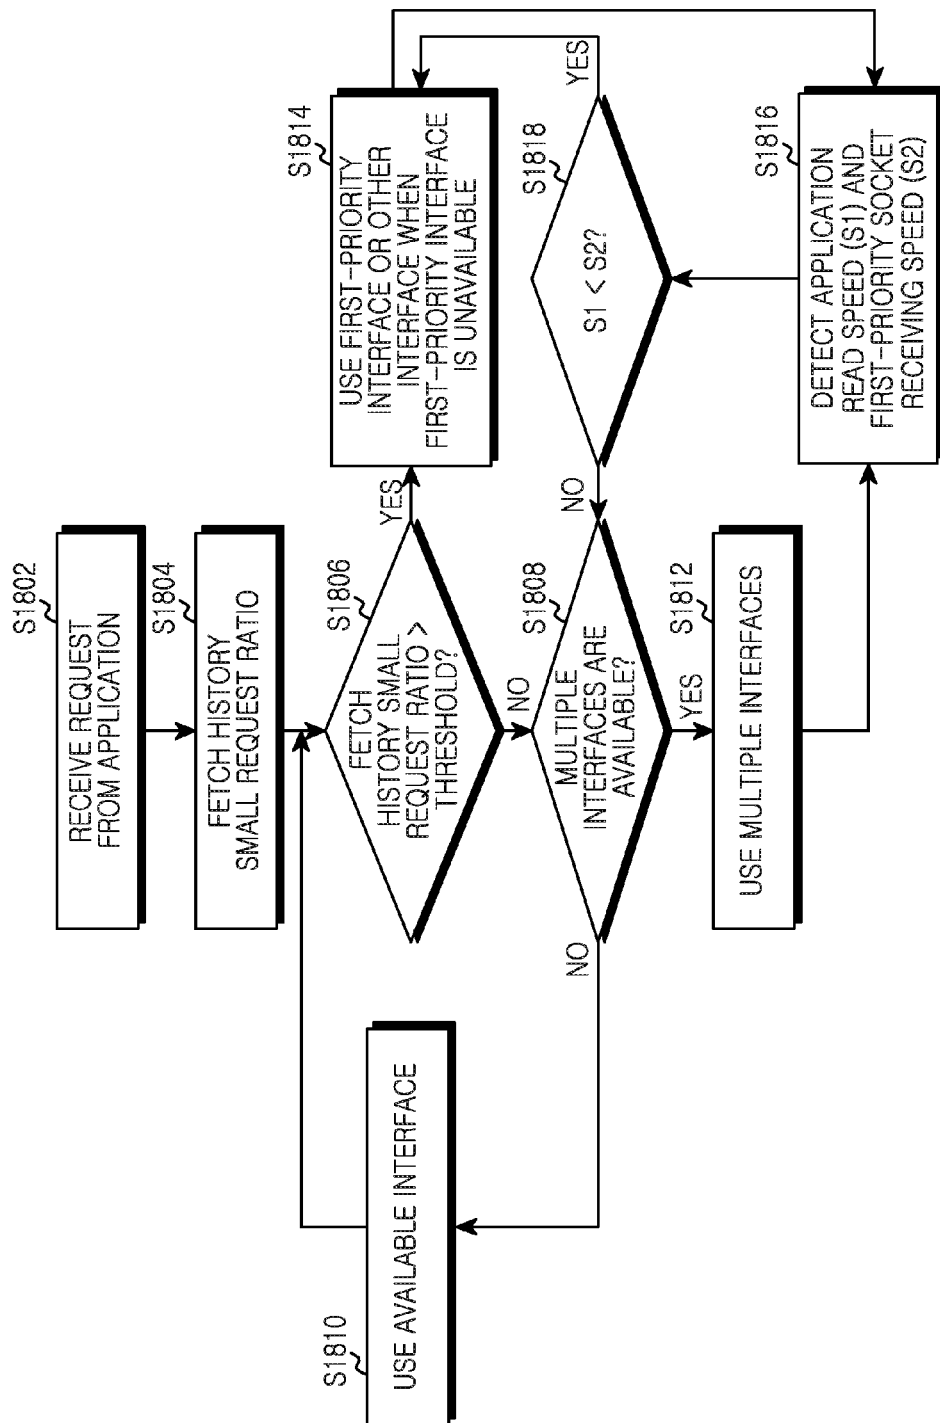 S1802
RECEIVE REQUEST
FROM APPLICATION
S1804
FETCH HISTORY
SMALL REQUEST RATIO
S1806
FETCH
HISTORY SMALL
REQUEST RATIO >
THRESHOLD?
YES
NO
S1808
MULTIPLE
INTERFACES ARE
AVAILABLE?
NO
YES
S1810
USE AVAILABLE INTERFACE
S1812
USE MULTIPLE INTERFACES
S1814
USE FIRST-PRIORITY
INTERFACE OR OTHER
INTERFACE WHEN
FIRST-PRIORITY INTERFACE
IS UNAVAILABLE
S1816
DETECT APPLICATION
READ SPEED (S1) AND
FIRST-PRIORITY SOCKET
RECEIVING SPEED (S2)
S1818
S1 < S2?
YES
NO